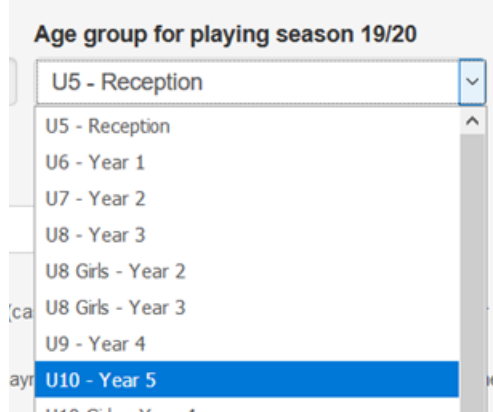 Age group for playing season 19/20
U5 - Reception
U5 - Reception
U6 - Year 1
U7 - Year 2
U8 - Year 3
U8 Girls - Year 2
U8 Girls - Year 3
U9 - Year 4
U10 - Year 5